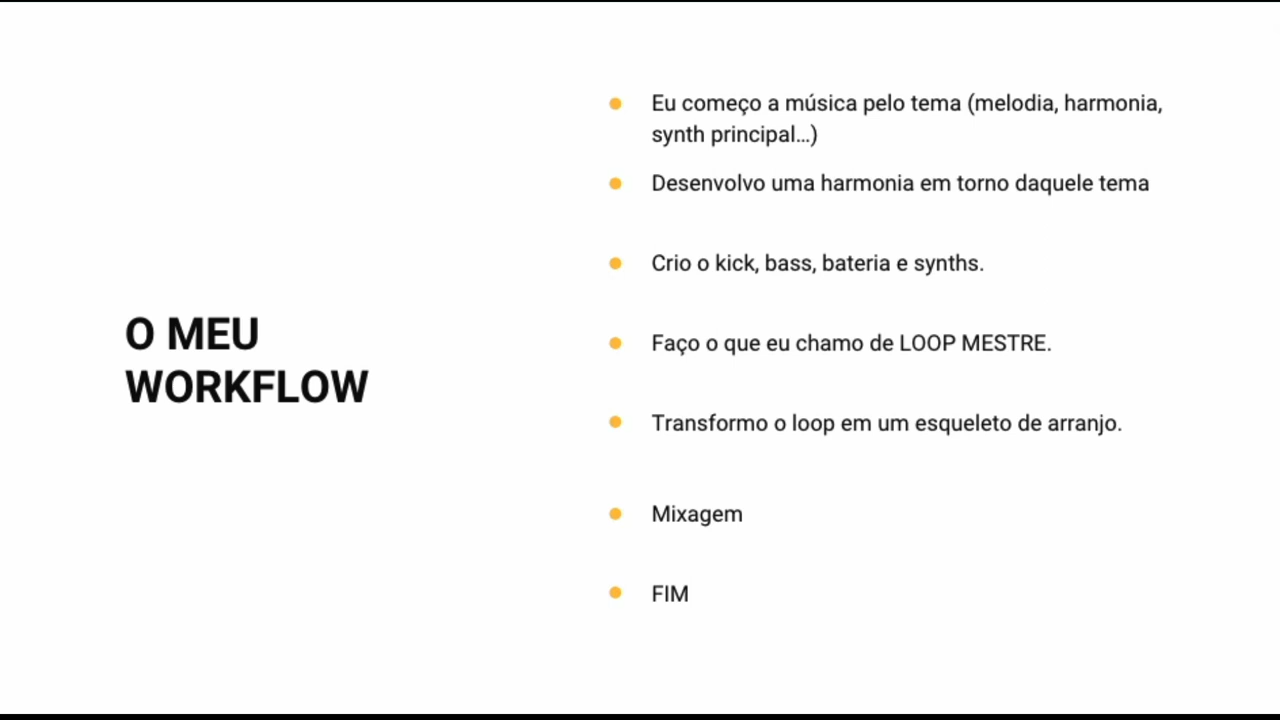 O MEU
WORKFLOW
Eu começo a música pelo tema (melodia, harmonia,
synth principal...)
Desenvolvo uma harmonia em torno daquele tema
Crio o kick, bass, bateria e synths.
Faço o que eu chamo de LOOP MESTRE.
Transformo o loop em um esqueleto de arranjo.
Mixagem
FIM